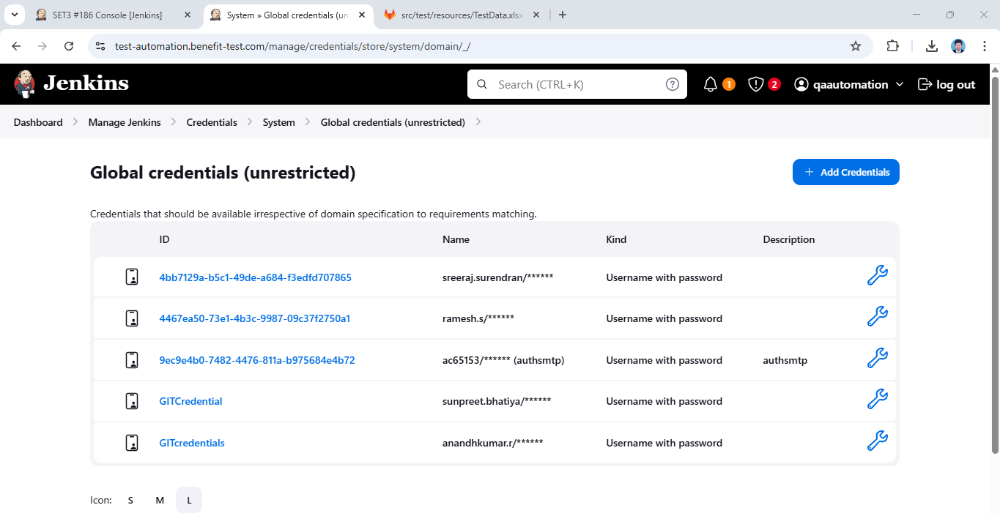 SET3 #186 Console [Jenkins]
System » Global credentials (un
src/test/resources/TestData.xlsx
test-automation.benefit-test.com/manage/credentials/store/system/domain/_/
Jenkins
Search (CTRL+K)
?
1
2
qaautomation
log out
Dashboard
Manage Jenkins
Credentials
System
Global credentials (unrestricted)
Global credentials (unrestricted)
+ Add Credentials
Credentials that should be available irrespective of domain specification to requirements matching.
ID Name Kind Description
4bb7129a-b5c1-49de-a684-f3edfd707865 sreeraj.surendran/****** Username with password
4467ea50-73e1-4b3c-9987-09c37f2750a1 ramesh.s/****** Username with password
9ec9e4b0-7482-4476-811a-b975684e4b72 ac65153/****** (authsmtp) Username with password authsmtp
GITCredential sunpreet.bhatiya/****** Username with password
GITcredentials anandhkumar.r/****** Username with password
Icon: S M L